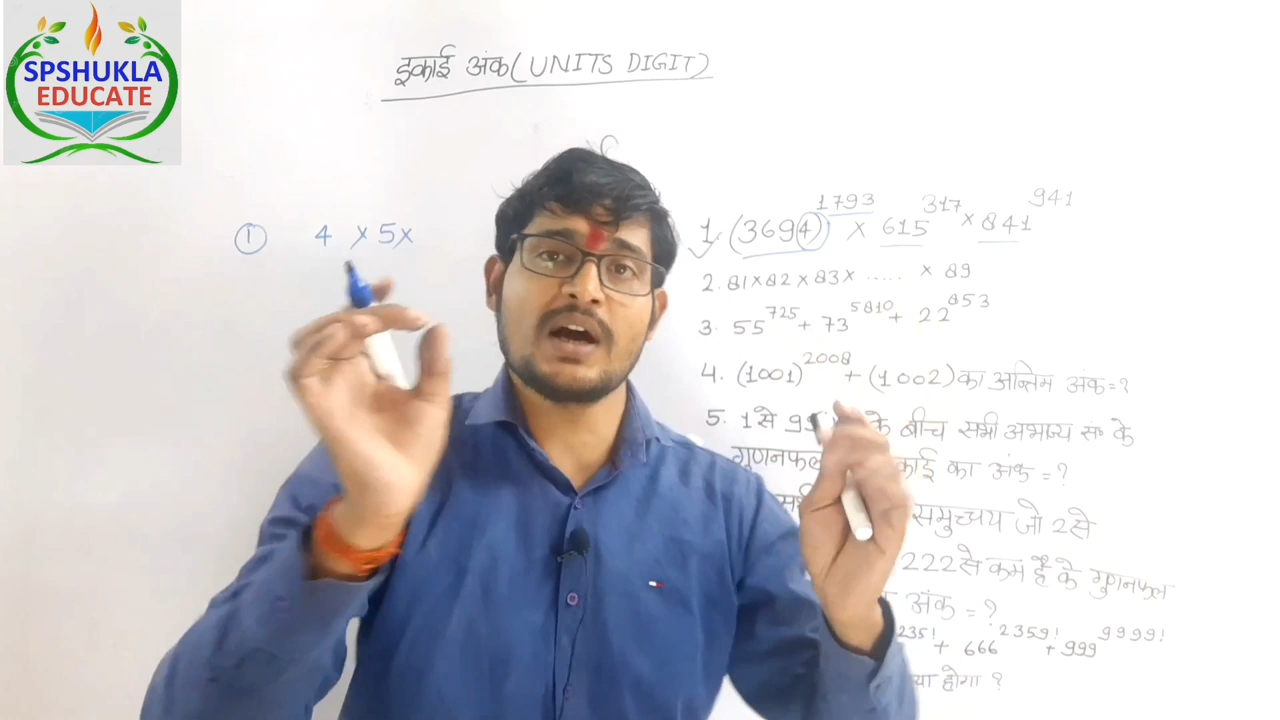 SPSHUKLA
EDUCATE
इकाई अंक (UNITS DIGIT)
① 4 × 5×
1 (3694)^1793 × 615^317 × 841^941
2. 81×82×83× ..... × 89
3. 55^725 + 73^5810 + 22^853
4. (1001)^2008 + (1002) का अन्तिम अंक = ?
5. 1 से के बीच सभी अभाज्य सं० के
गुणनफल का अंक = ?
समुच्चय जो 2 से
222 से कम है के गुणनफल
अंक = ?
235! + 666^2359! + 999^9999!
होगा ?